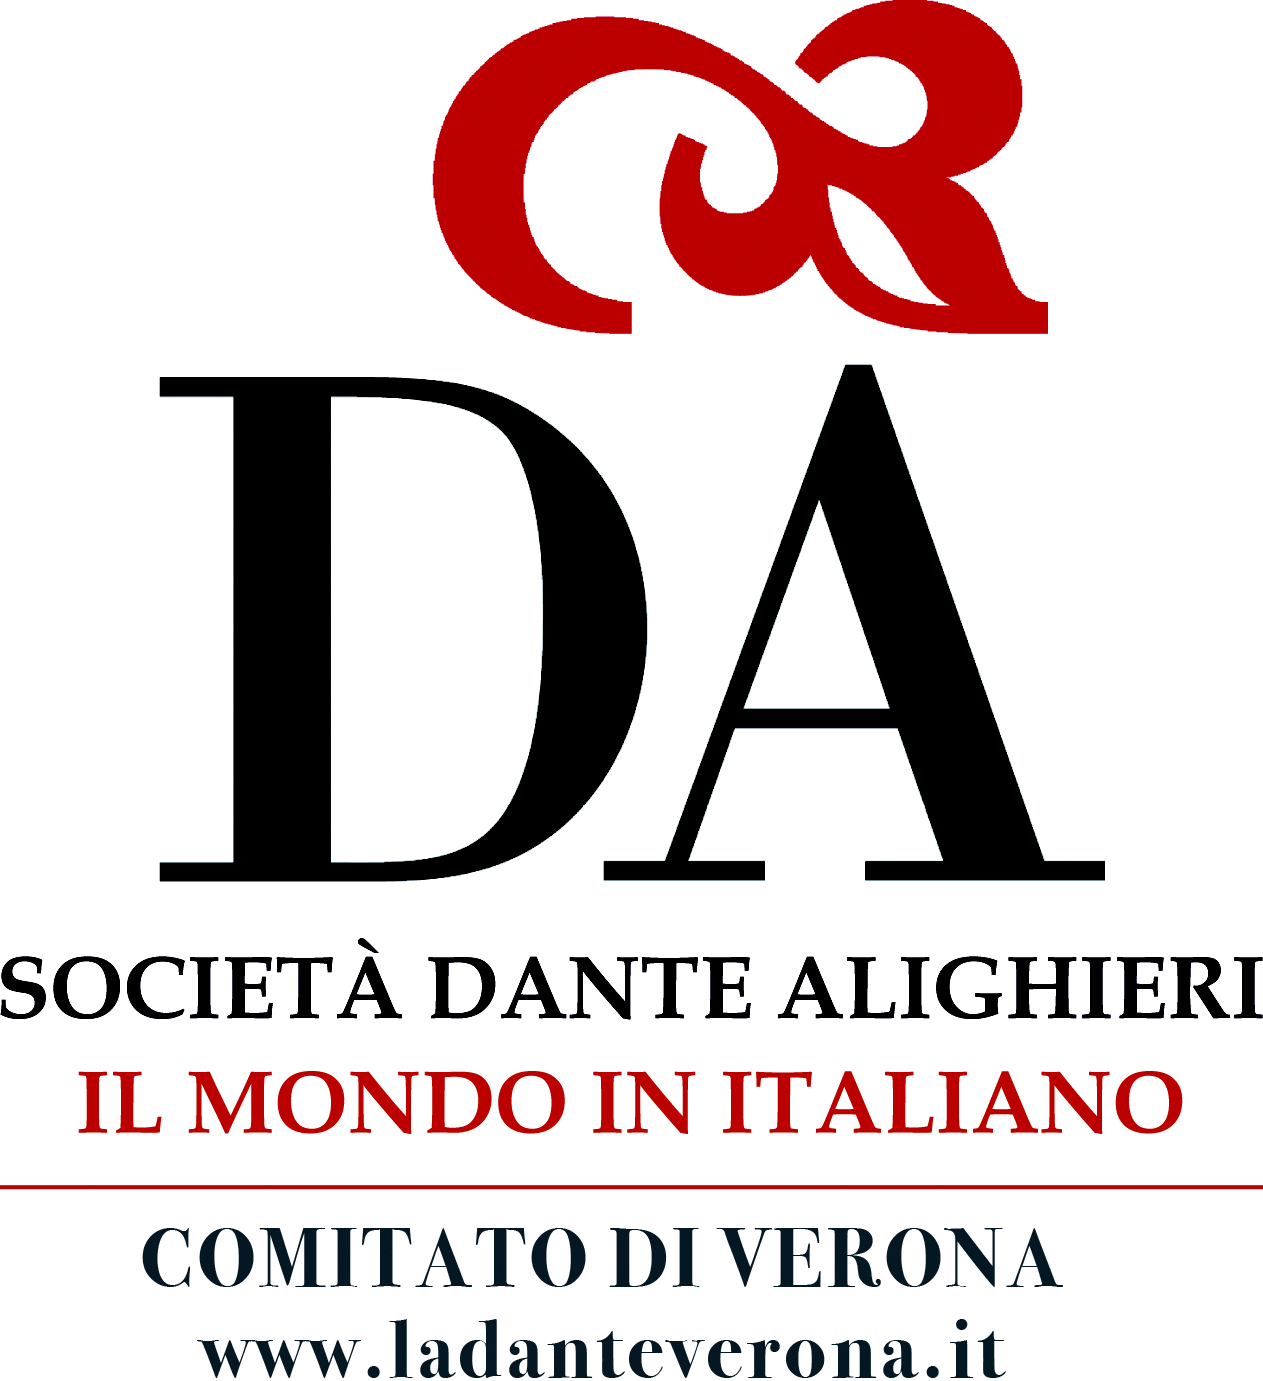 DA
SOCIETÀ DANTE ALIGHIERI
IL MONDO IN ITALIANO
COMITATO DI VERONA
www.ladanteverona.it